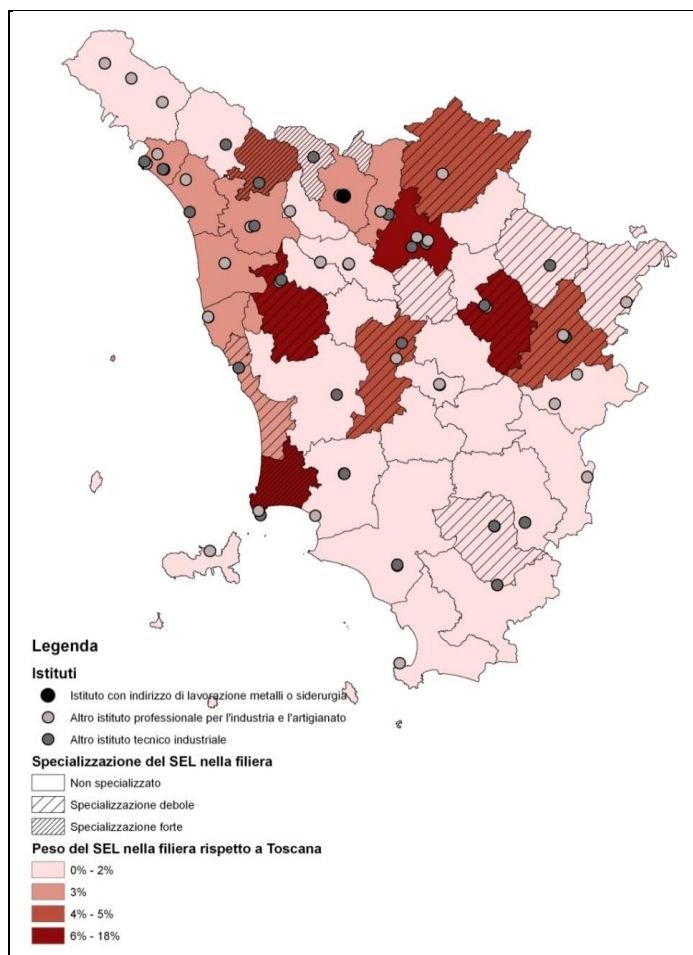 Legenda
Istituti
Istituto con indirizzo di lavorazione metalli o siderurgia
Altro istituto professionale per l'industria e l'artigianato
Altro istituto tecnico industriale
Specializzazione del SEL nella filiera
Non specializzato
Specializzazione debole
Specializzazione forte
Peso del SEL nella filiera rispetto a Toscana
0% - 2%
3%
4% - 5%
6% - 18%